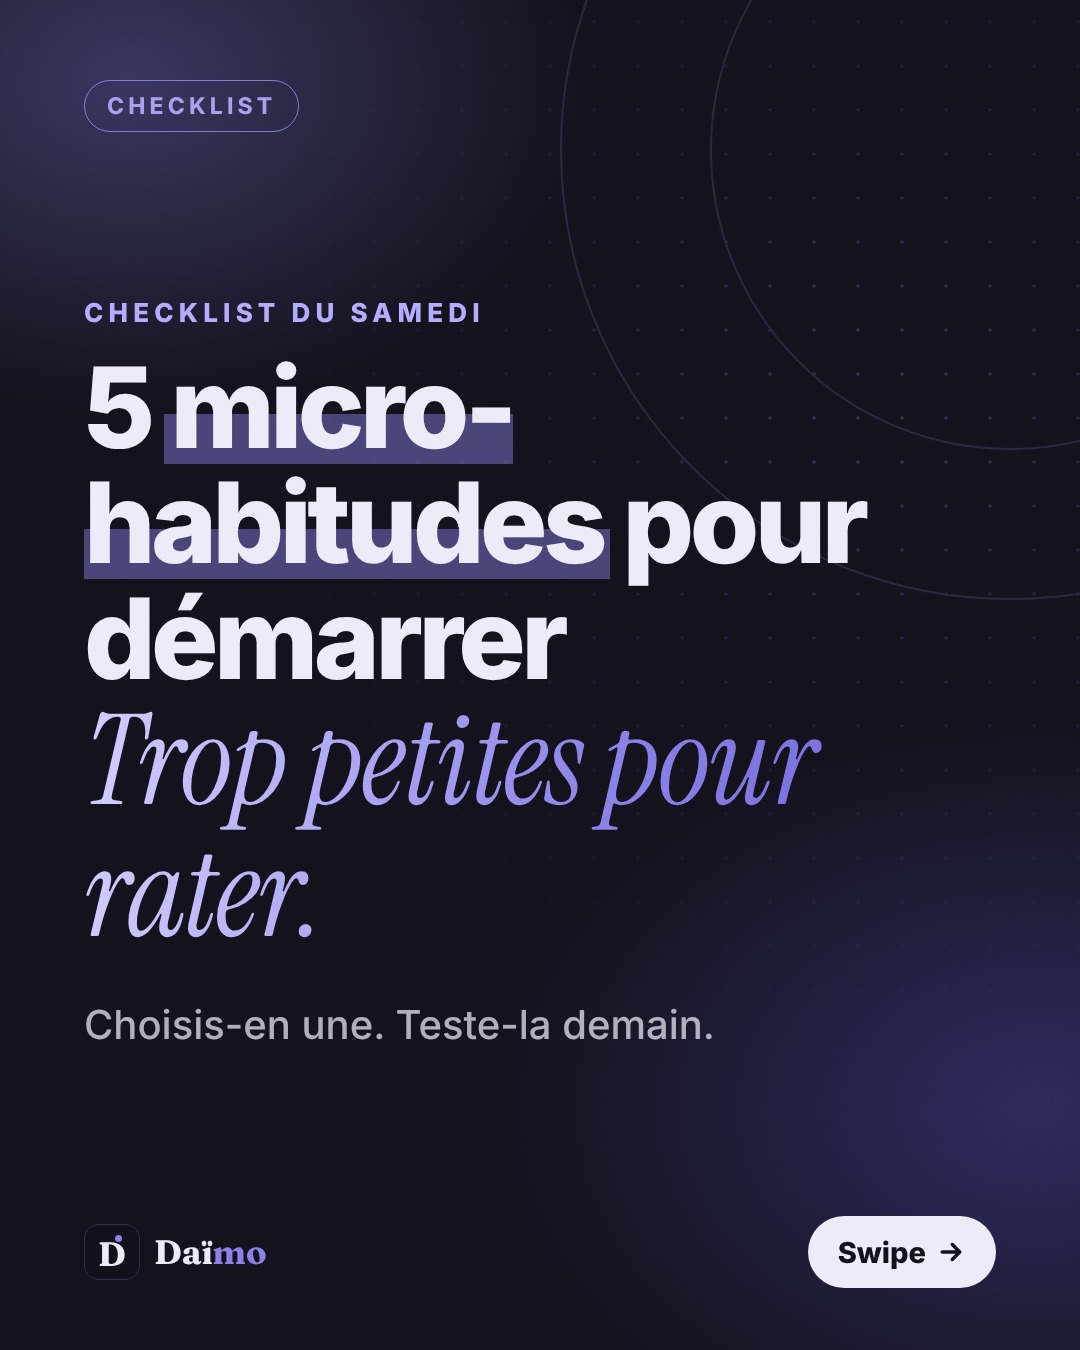 CHECKLIST
CHECKLIST DU SAMEDI
5 micro-
habitudes pour
démarrer
Trop petites pour
rater.
Choisis-en une. Teste-la demain.
D Daïmo
Swipe →